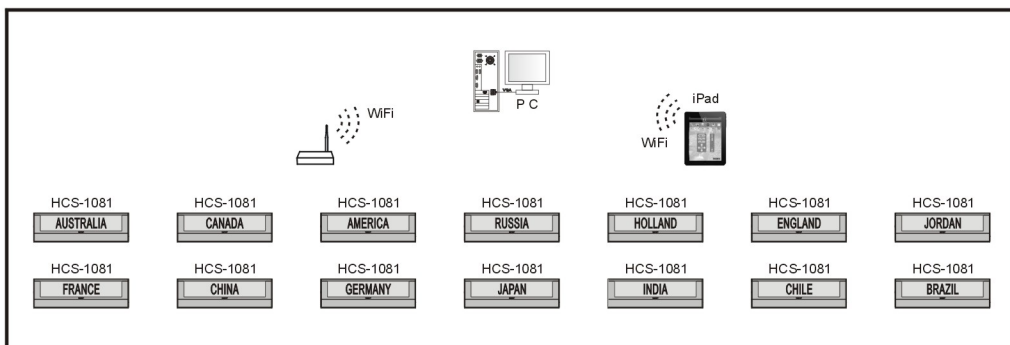 iPad
WiFi
VGA
PC
WiFi
HCS-1081 HCS-1081 HCS-1081 HCS-1081 HCS-1081 HCS-1081 HCS-1081
AUSTRALIA CANADA AMERICA RUSSIA HOLLAND ENGLAND JORDAN
HCS-1081 HCS-1081 HCS-1081 HCS-1081 HCS-1081 HCS-1081 HCS-1081
FRANCE CHINA GERMANY JAPAN INDIA CHILE BRAZIL